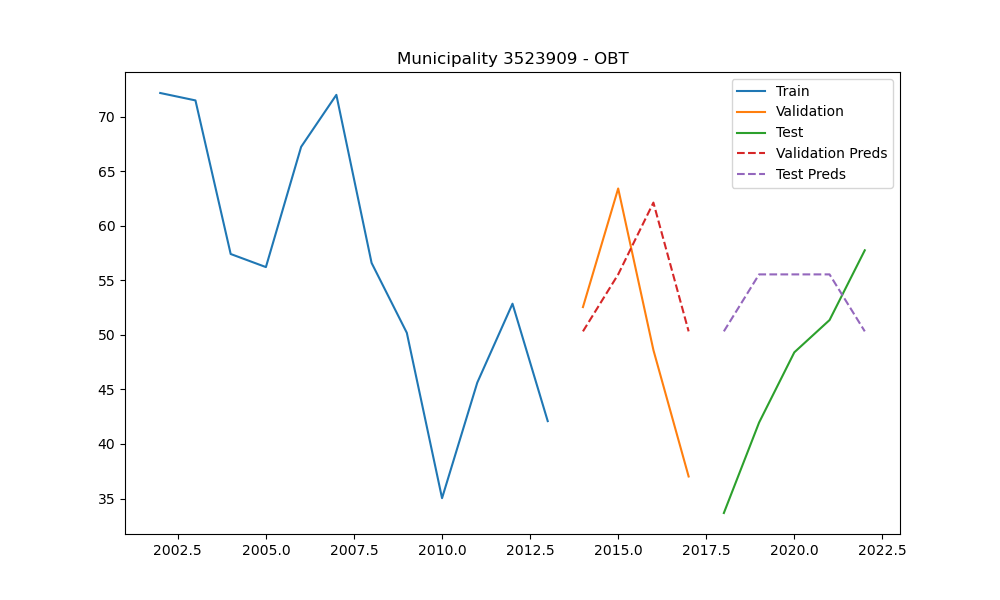 Municipality 3523909 - OBT
Train
Validation
Test
Validation Preds
Test Preds
70
65
60
55
50
45
40
35
2002.5 2005.0 2007.5 2010.0 2012.5 2015.0 2017.5 2020.0 2022.5